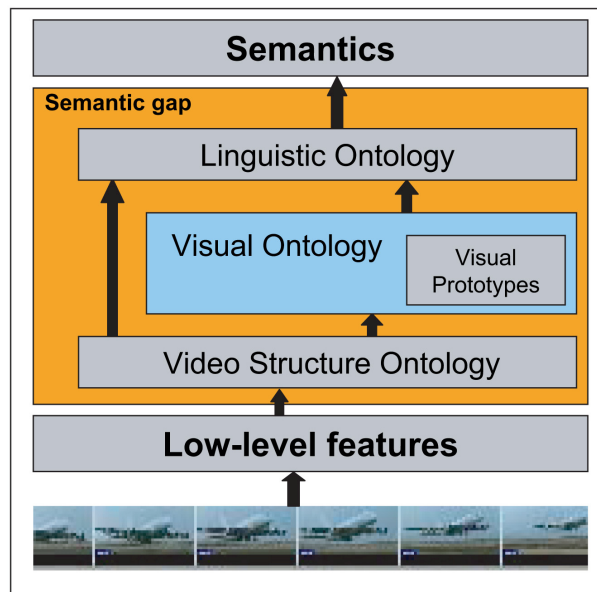 Semantics
Semantic gap
Linguistic Ontology
Visual Ontology
Visual
Prototypes
Video Structure Ontology
Low-level features